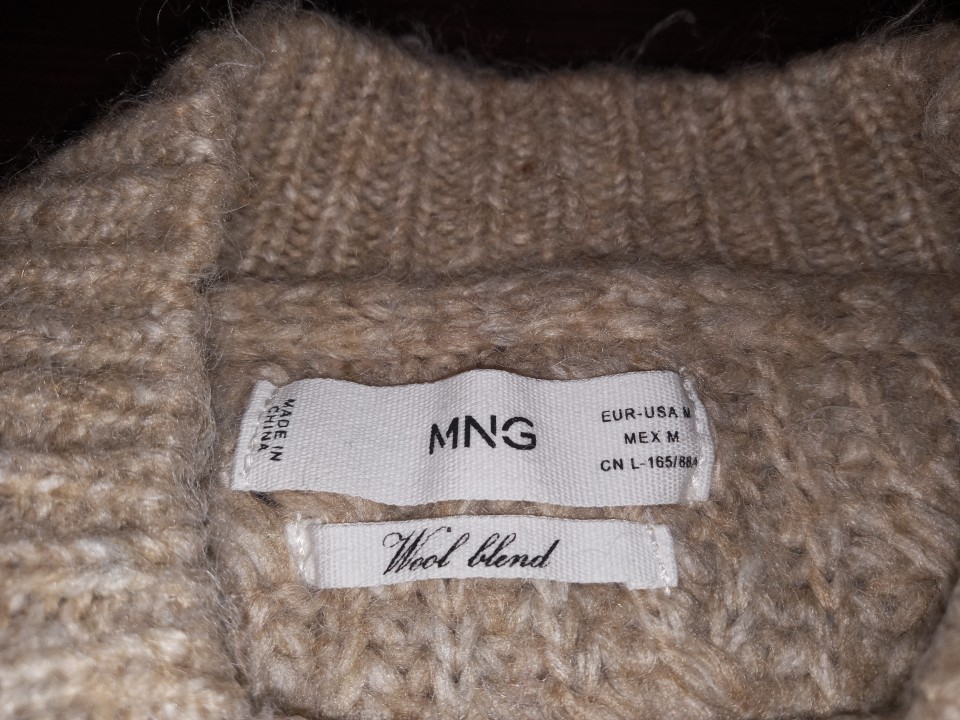 MADE IN
CHINA
MNG
EUR-USA M
MEX M
CN L-165/88A
Wool blend